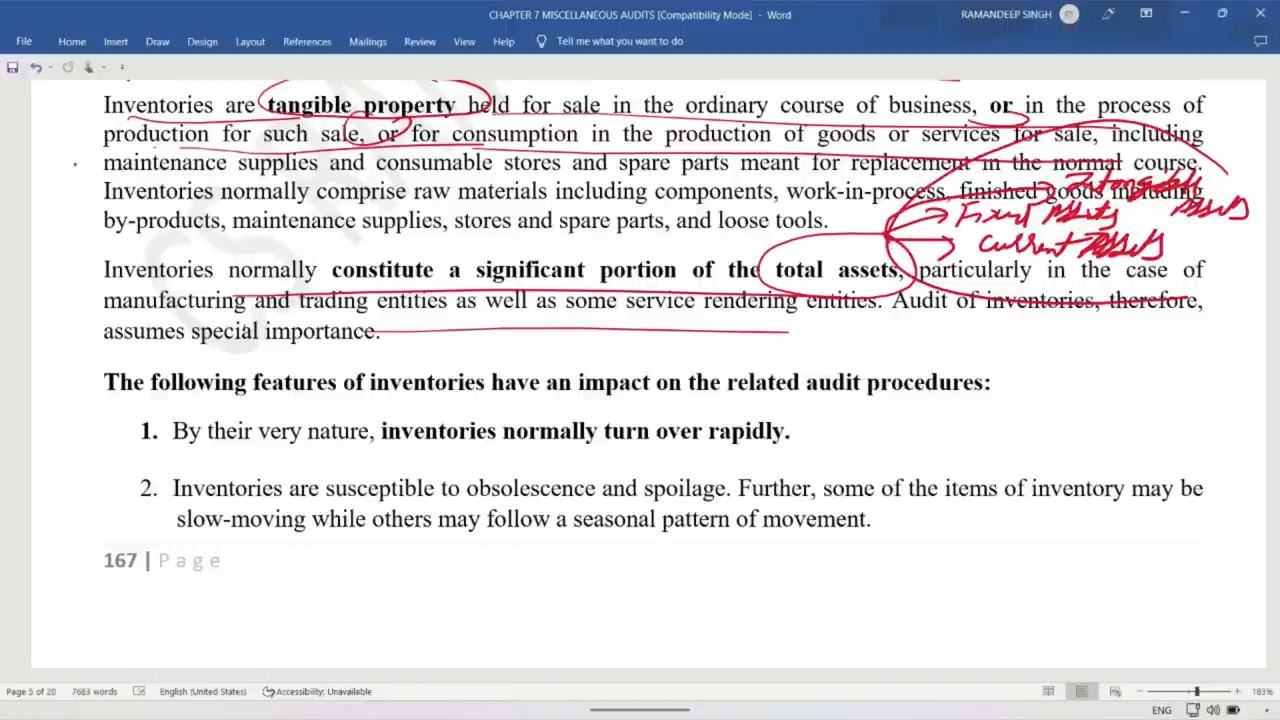 CHAPTER 7 MISCELLANEOUS AUDITS [Compatibility Mode] - Word
RAMANDEEP SINGH
File Home Insert Draw Design Layout References Mailings Review View Help Tell me what you want to do
Inventories are tangible property held for sale in the ordinary course of business, or in the process of
production for such sale, or for consumption in the production of goods or services for sale, including
maintenance supplies and consumable stores and spare parts meant for replacement in the normal course.
Inventories normally comprise raw materials including components, work-in-process, finished goods including
by-products, maintenance supplies, stores and spare parts, and loose tools.
Intangible
Assets
Fixed Assets
Current Assets
Inventories normally constitute a significant portion of the total assets, particularly in the case of
manufacturing and trading entities as well as some service rendering entities. Audit of inventories, therefore,
assumes special importance.
The following features of inventories have an impact on the related audit procedures:
1. By their very nature, inventories normally turn over rapidly.
2. Inventories are susceptible to obsolescence and spoilage. Further, some of the items of inventory may be
slow-moving while others may follow a seasonal pattern of movement.
167 | Page
Page 5 of 20 7683 words English (United States) Accessibility: Unavailable 183%
ENG